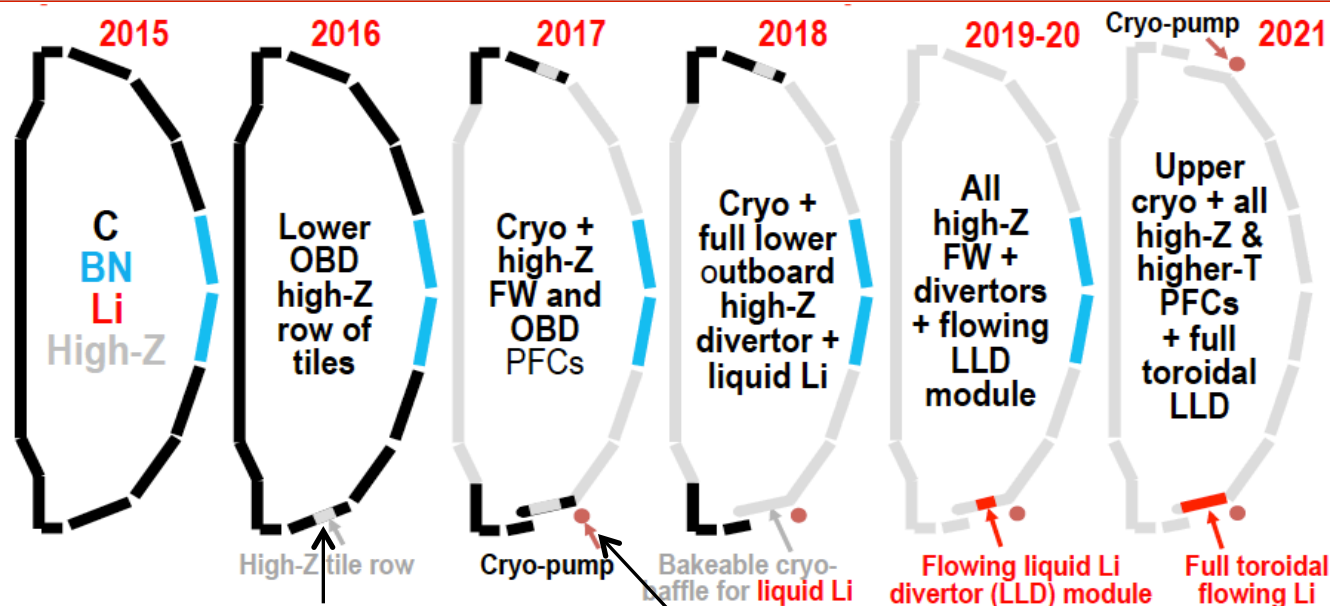 2015
C
BN
Li
High-Z
2016
Lower
OBD
high-Z
row of
tiles
High-Z tile row
2017
Cryo +
high-Z
FW and
OBD
PFCs
Cryo-pump
2018
Cryo +
full lower
outboard
high-Z
divertor +
liquid Li
Bakeable cryo-
baffle for liquid Li
2019-20
All
high-Z
FW +
divertors
+ flowing
LLD
module
Flowing liquid Li
divertor (LLD) module
Cryo-pump
2021
Upper
cryo + all
high-Z &
higher-T
PFCs
+ full
toroidal
LLD
Full toroidal
flowing Li